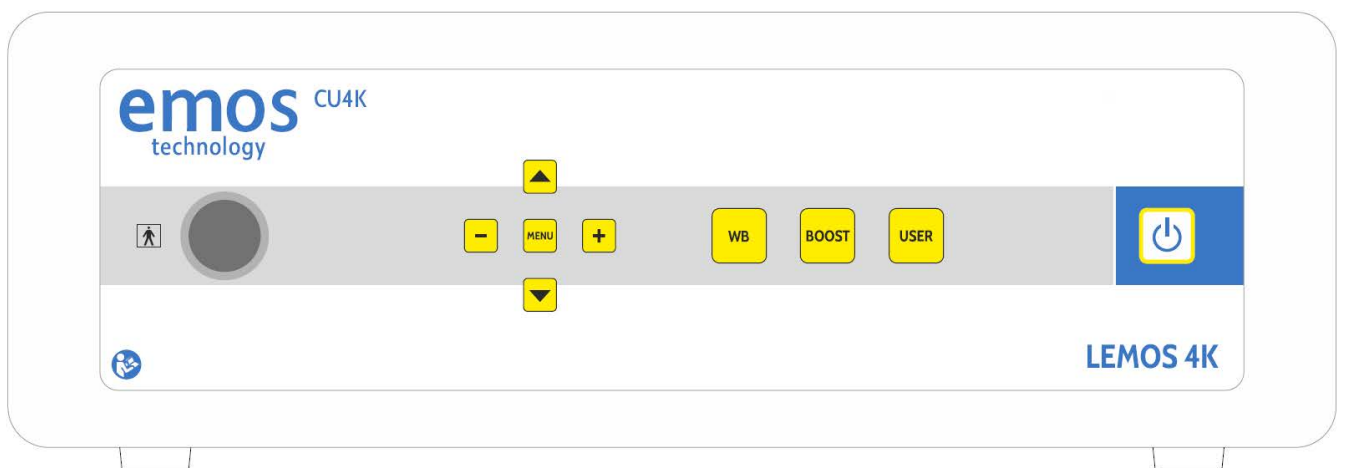 emos CU4K
technology
− MENU +
WB BOOST USER
LEMOS 4K